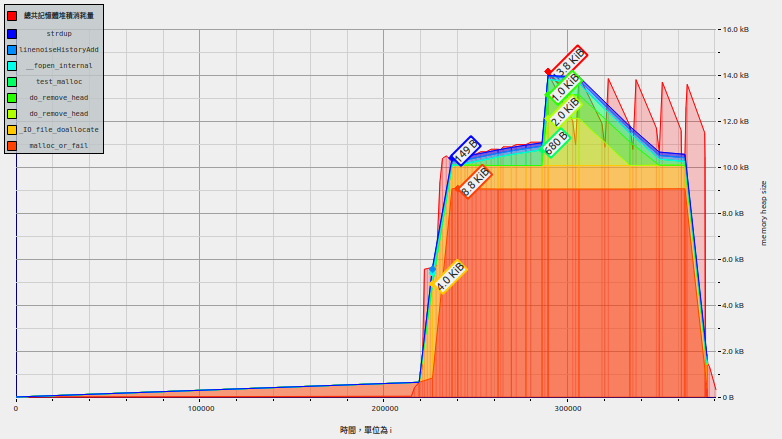 總共記憶體堆積消耗量
strdup
linenoiseHistoryAdd
__fopen_internal
test_malloc
do_remove_head
do_remove_head
_IO_file_doallocate
malloc_or_fail
16.0 kB
14.0 kB
12.0 kB
10.0 kB
8.0 kB
6.0 kB
4.0 kB
2.0 kB
0 B
memory heap size
13.8 KiB
1.0 KiB
2.0 KiB
680 B
149 B
8.8 KiB
4.0 KiB
0
100000
200000
300000
時間，單位為 i